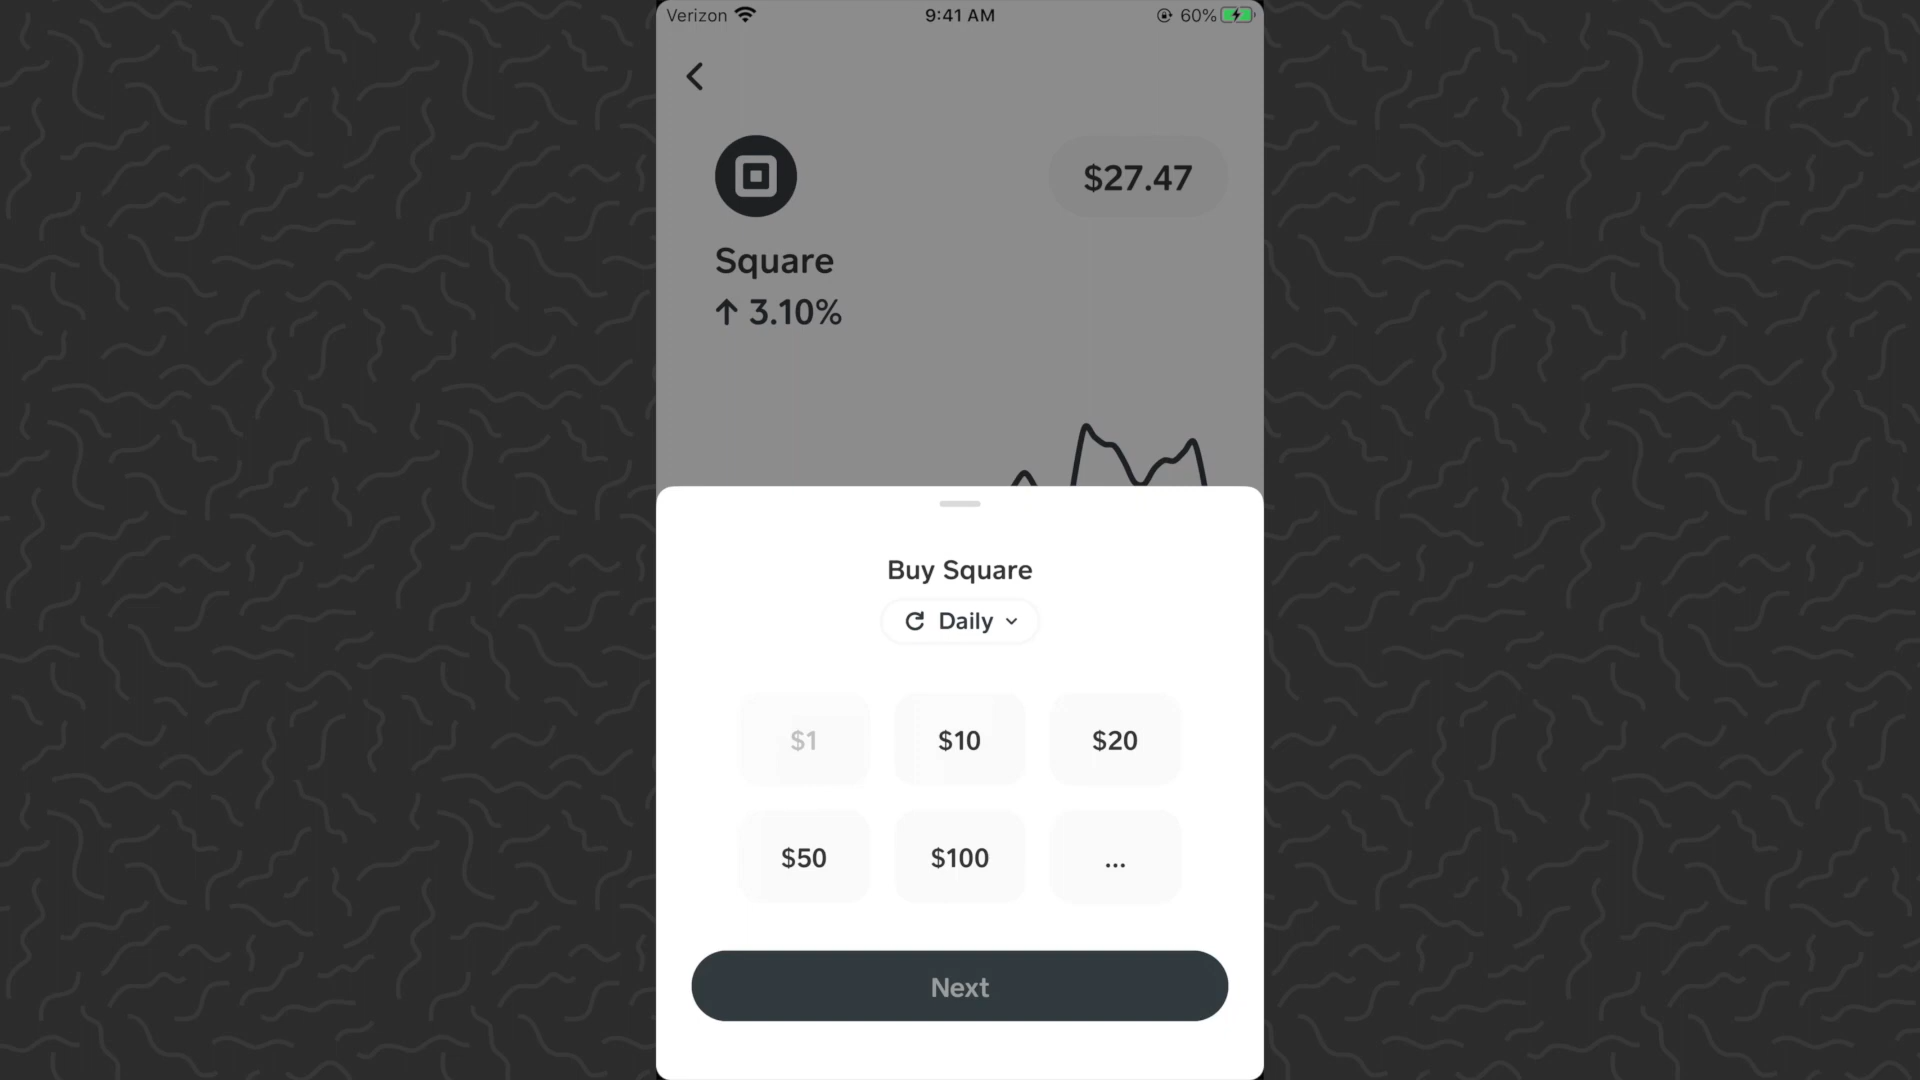 Verizon 9:41 AM 60%
$27.47
Square
↑ 3.10%
Buy Square
Daily
$1 $10 $20
$50 $100 ...
Next